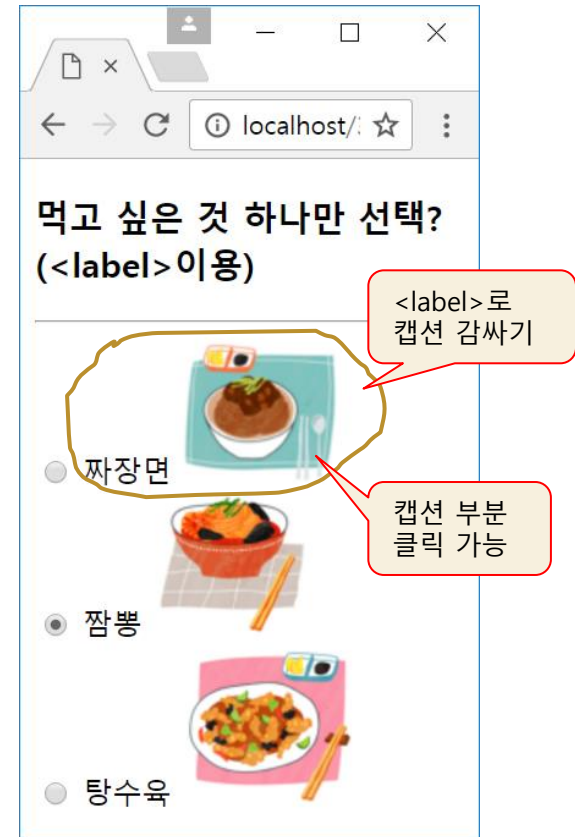 localhost/
먹고 싶은 것 하나만 선택?
(<label>이용)
<label>로
캡션 감싸기
짜장면
캡션 부분
클릭 가능
짬뽕
탕수육